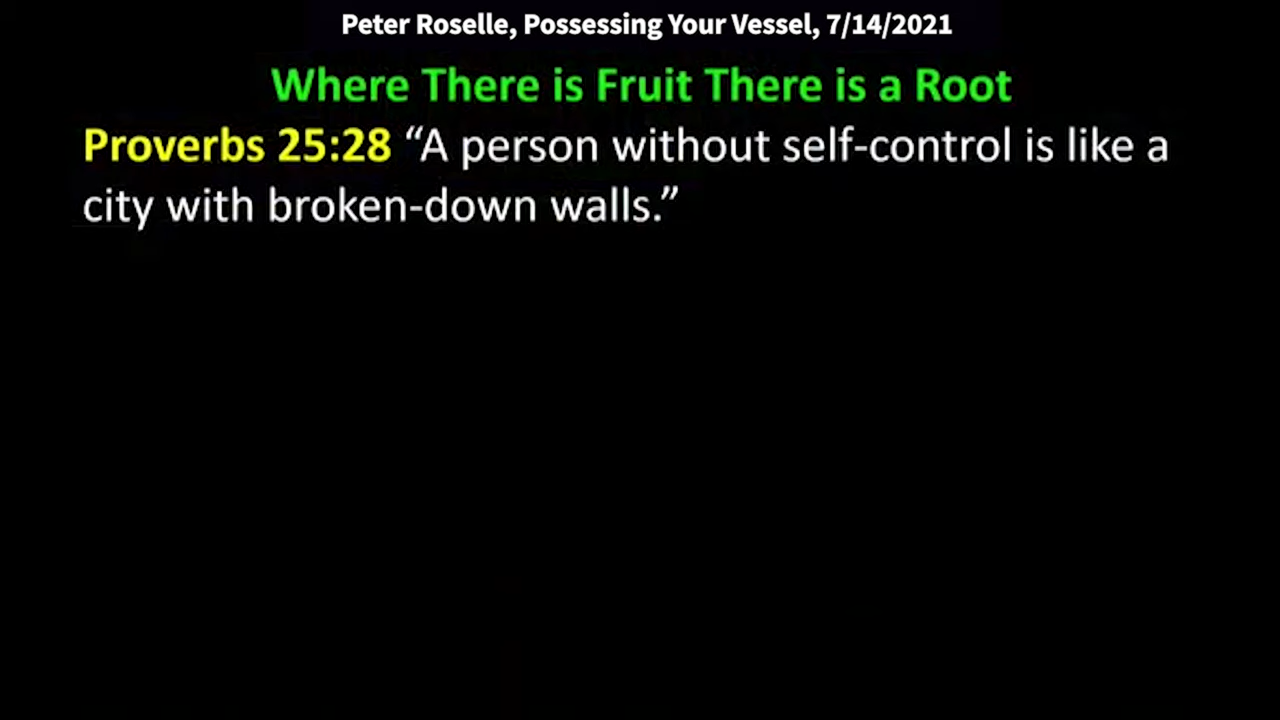 Peter Roselle, Possessing Your Vessel, 7/14/2021
Where There is Fruit There is a Root
Proverbs 25:28 “A person without self-control is like a
city with broken-down walls.”